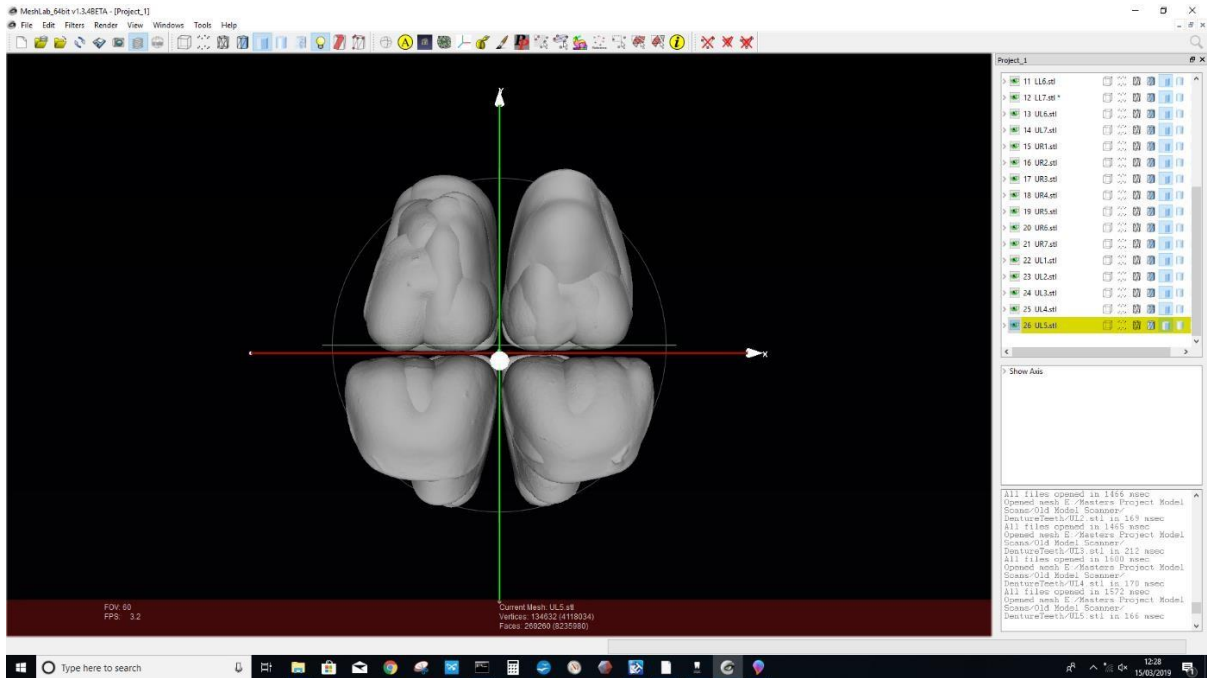 MeshLab_64bit v1.3.4BETA - [Project_1]
File Edit Filters Render View Windows Tools Help
Project_1
11 LL6.stl
12 LL7.stl *
13 UL6.stl
14 UL7.stl
15 UR1.stl
16 UR2.stl
17 UR3.stl
18 UR4.stl
19 UR5.stl
20 UR6.stl
21 UR7.stl
22 UL1.stl
23 UL2.stl
24 UL3.stl
25 UL4.stl
26 UL5.stl
Y
X
Show Axis
All files opened in 1466 msec
Opened mesh E:/Masters Project Model
Scans/Old Model Scanner/
DentureTeeth/UL2.stl in 169 msec
All files opened in 1465 msec
Opened mesh E:/Masters Project Model
Scans/Old Model Scanner/
DentureTeeth/UL3.stl in 212 msec
All files opened in 1600 msec
Opened mesh E:/Masters Project Model
Scans/Old Model Scanner/
DentureTeeth/UL4.stl in 170 msec
All files opened in 1572 msec
Opened mesh E:/Masters Project Model
Scans/Old Model Scanner/
DentureTeeth/UL5.stl in 166 msec
FOV: 60
FPS: 3.2
Current Mesh: UL5.stl
Vertices: 134632 (4118034)
Faces: 269260 (8235980)
Type here to search
12:28
15/03/2019